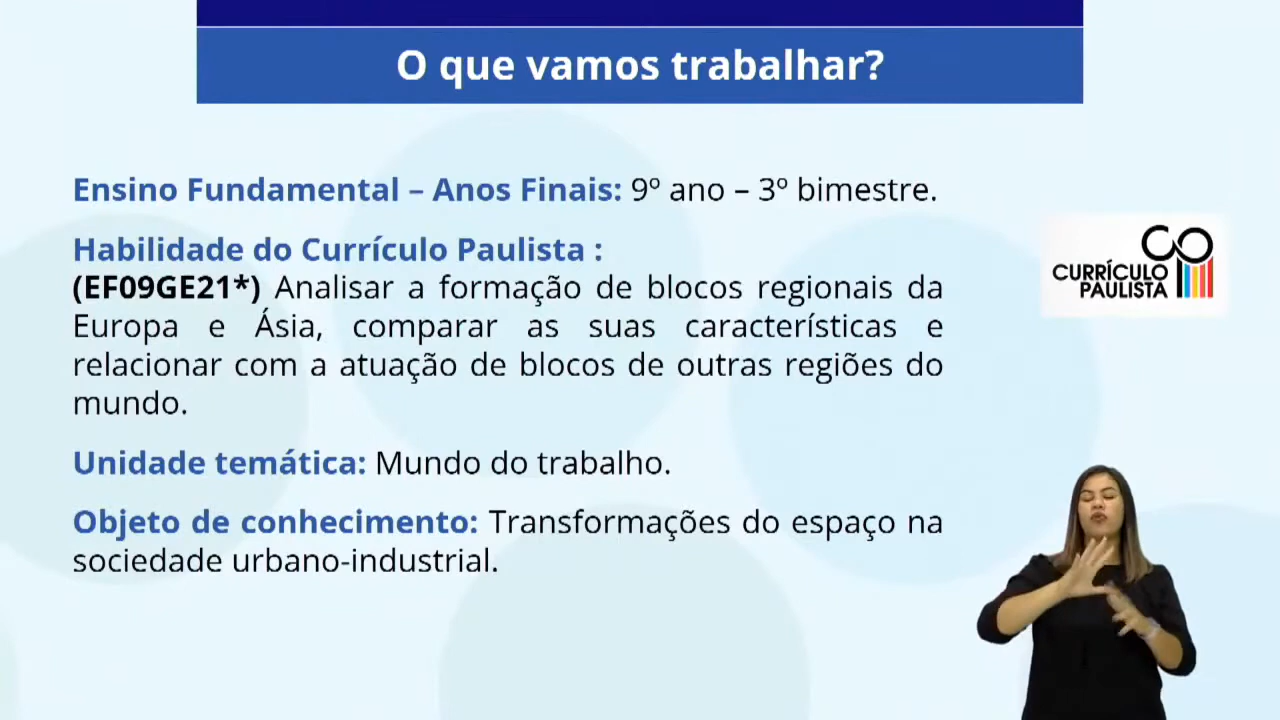 O que vamos trabalhar?
Ensino Fundamental – Anos Finais: 9º ano – 3º bimestre.
Habilidade do Currículo Paulista :
(EF09GE21*) Analisar a formação de blocos regionais da
Europa e Ásia, comparar as suas características e
relacionar com a atuação de blocos de outras regiões do
mundo.
Unidade temática: Mundo do trabalho.
Objeto de conhecimento: Transformações do espaço na
sociedade urbano-industrial.
CURRÍCULO
PAULISTA